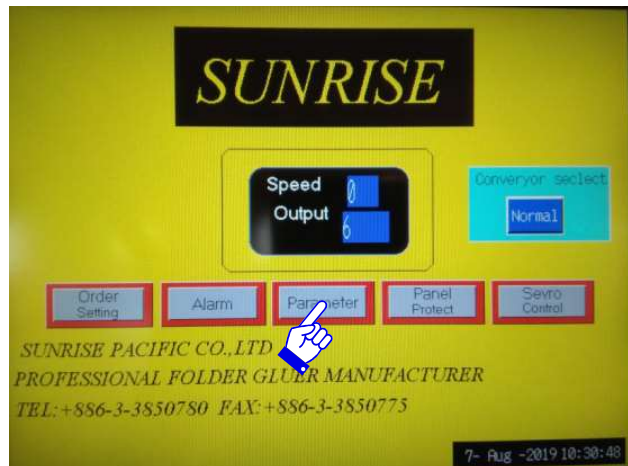 SUNRISE
Speed 0
Output 6
Converyor seclect
Normal
Order Setting
Alarm
Parameter
Panel Protect
Sevro Control
SUNRISE PACIFIC CO.,LTD
PROFESSIONAL FOLDER GLUER MANUFACTURER
TEL:+886-3-3850780 FAX:+886-3-3850775
7- Aug -2019 10:30:48